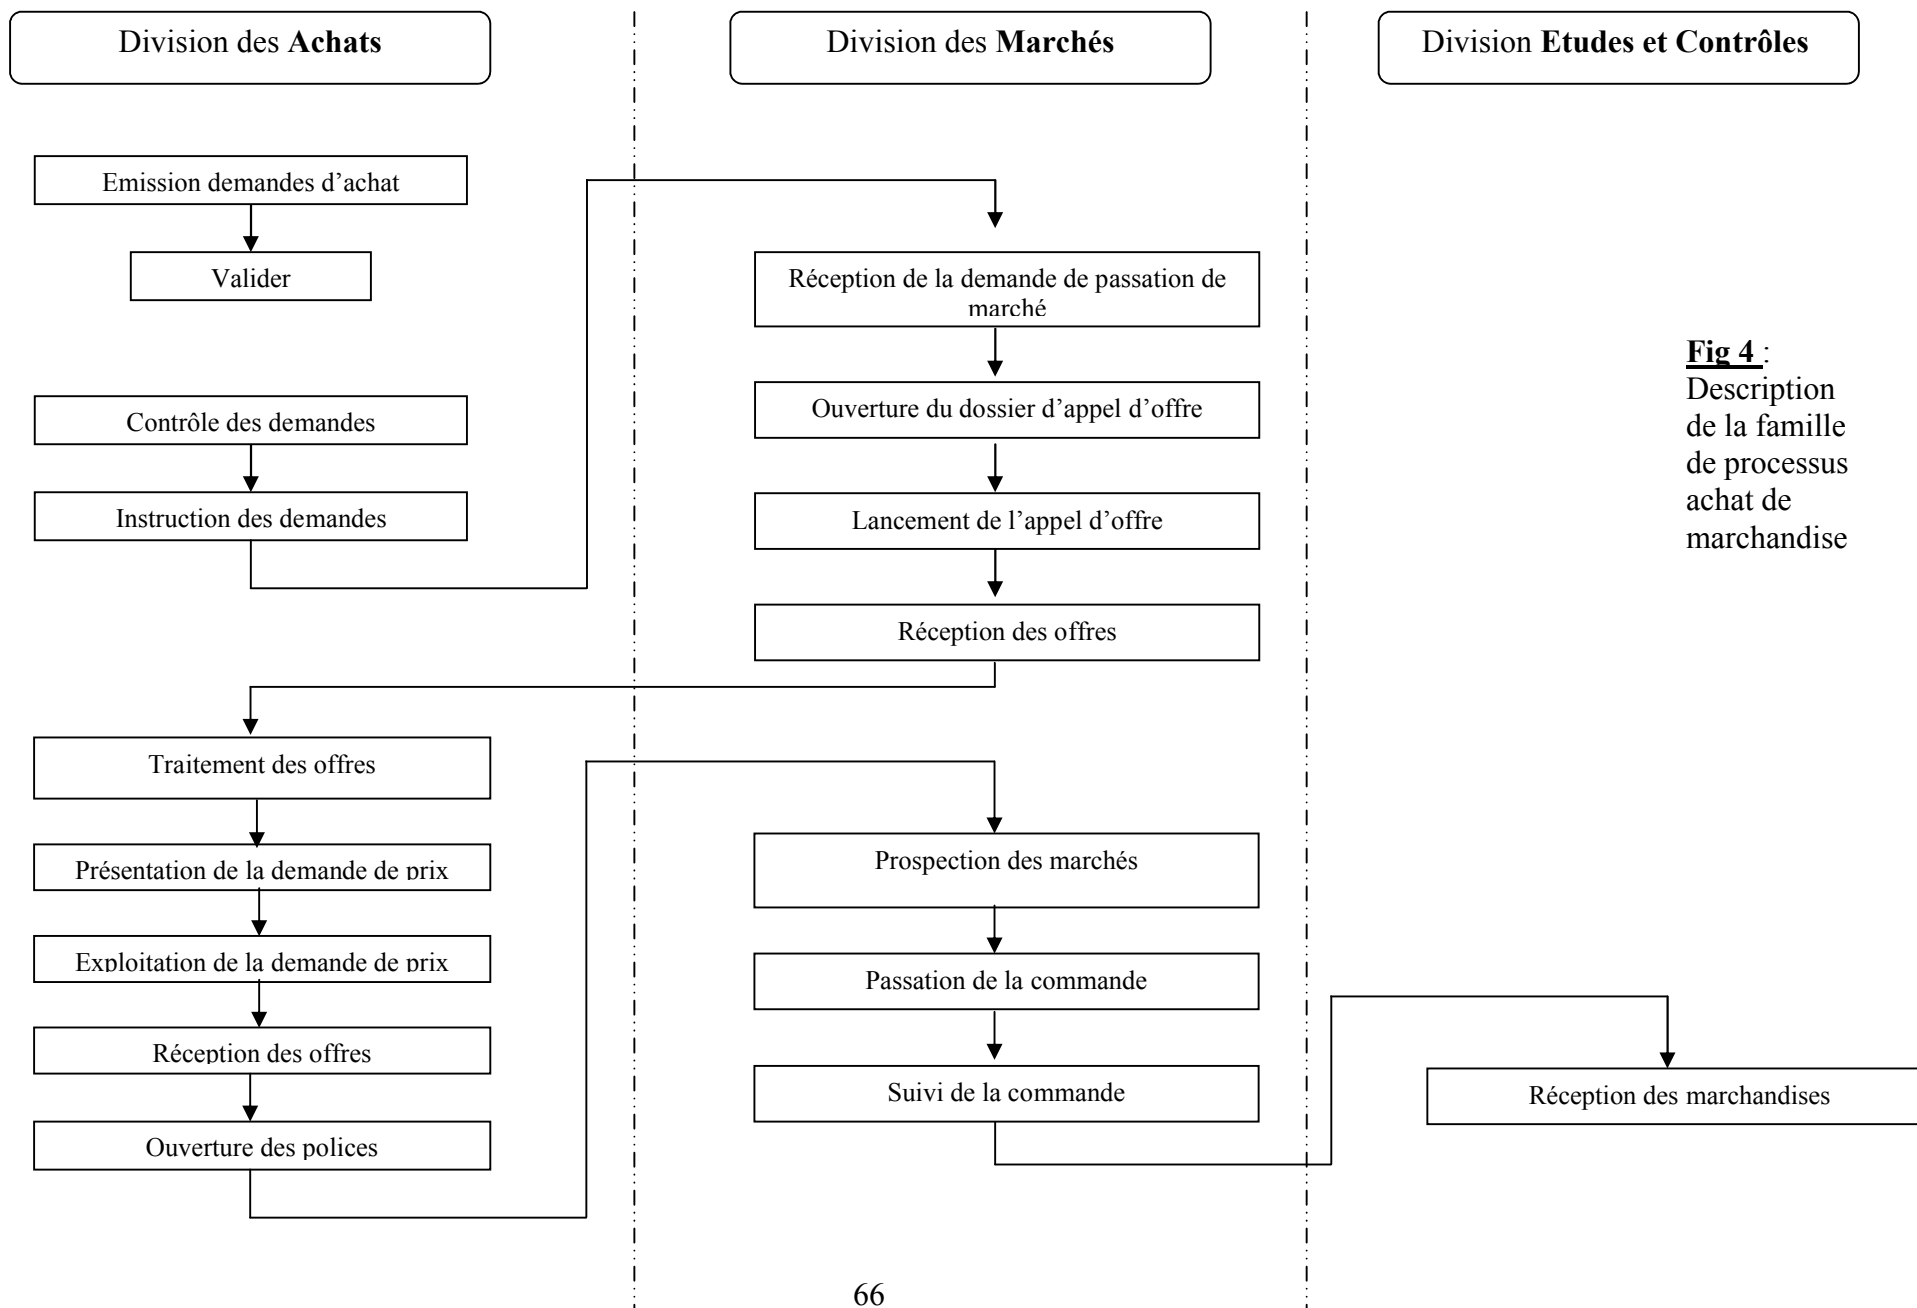 Division des Achats
Division des Marchés
Division Etudes et Contrôles
Emission demandes d’achat
Valider
Contrôle des demandes
Instruction des demandes
Réception de la demande de passation de
marché
Ouverture du dossier d’appel d’offre
Lancement de l’appel d’offre
Réception des offres
Fig 4 :
Description
de la famille
de processus
achat de
marchandise
Traitement des offres
Présentation de la demande de prix
Exploitation de la demande de prix
Réception des offres
Ouverture des polices
Prospection des marchés
Passation de la commande
Suivi de la commande
Réception des marchandises
66